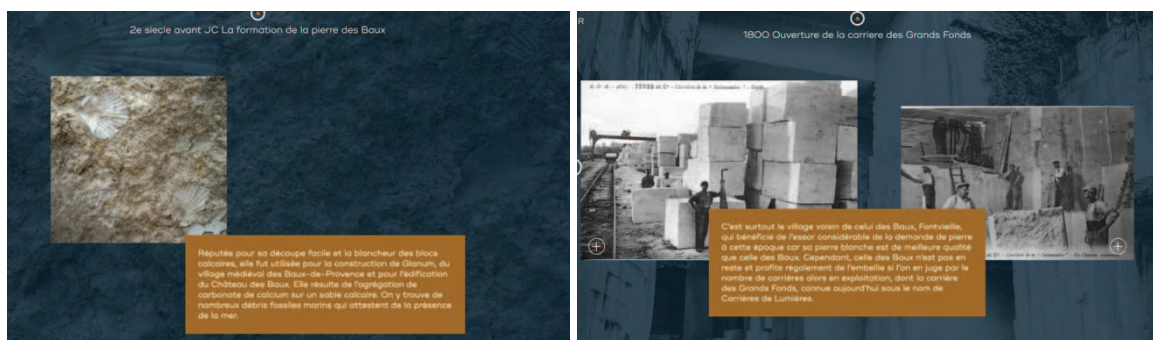 2e siecle avant JC La formation de la pierre des Baux
Réputée pour sa découpe facile et la blancheur des blocs
calcaires, elle fut utilisée pour la construction de Glanum, du
village médiéval des Baux-de-Provence et pour l'édification
du Château des Baux. Elle résulte de l'agrégation de
carbonate de calcium sur un sable calcaire. On y trouve de
nombreux débris fossiles marins qui attestent de la présence
de la mer.
R
1800 Ouverture de la carriere des Grands Fonds
C'est surtout le village voisin de celui des Baux, Fontvieille,
qui bénéficie de l'essor considérable de la demande de pierre
à cette époque car sa pierre blanche est de meilleure qualité
que celle des Baux. Cependant, celle des Baux n'est pas en
reste et profite régalement de l'embellie si l'on en juge par le
nombre de carrières alors en exploitation, dont la carrière
des Grands Fonds, connue aujourd'hui sous le nom de
Carrières de Lumières.